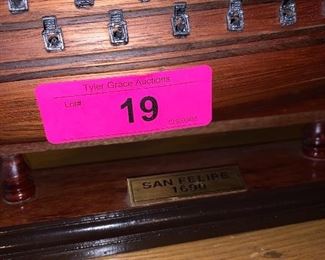 Tyler Grace Auctions
Lot#
19
SAN FELIPE
1690